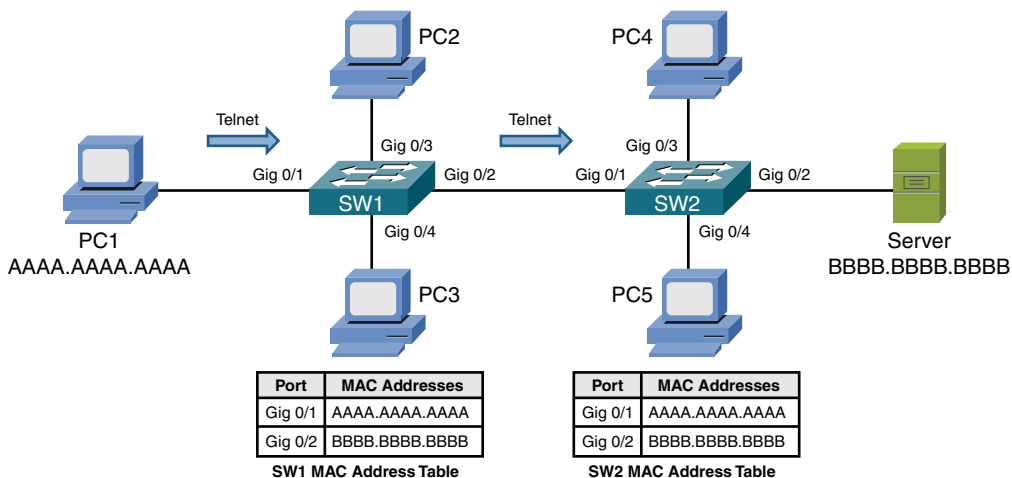 PC2
PC4
Telnet
Telnet
Gig 0/3
Gig 0/3
Gig 0/1
Gig 0/2
Gig 0/1
Gig 0/2
SW1
SW2
Gig 0/4
Gig 0/4
PC1
AAAA.AAAA.AAAA
Server
BBBB.BBBB.BBBB
PC3
PC5
Port MAC Addresses
Gig 0/1 AAAA.AAAA.AAAA
Gig 0/2 BBBB.BBBB.BBBB
SW1 MAC Address Table
Port MAC Addresses
Gig 0/1 AAAA.AAAA.AAAA
Gig 0/2 BBBB.BBBB.BBBB
SW2 MAC Address Table